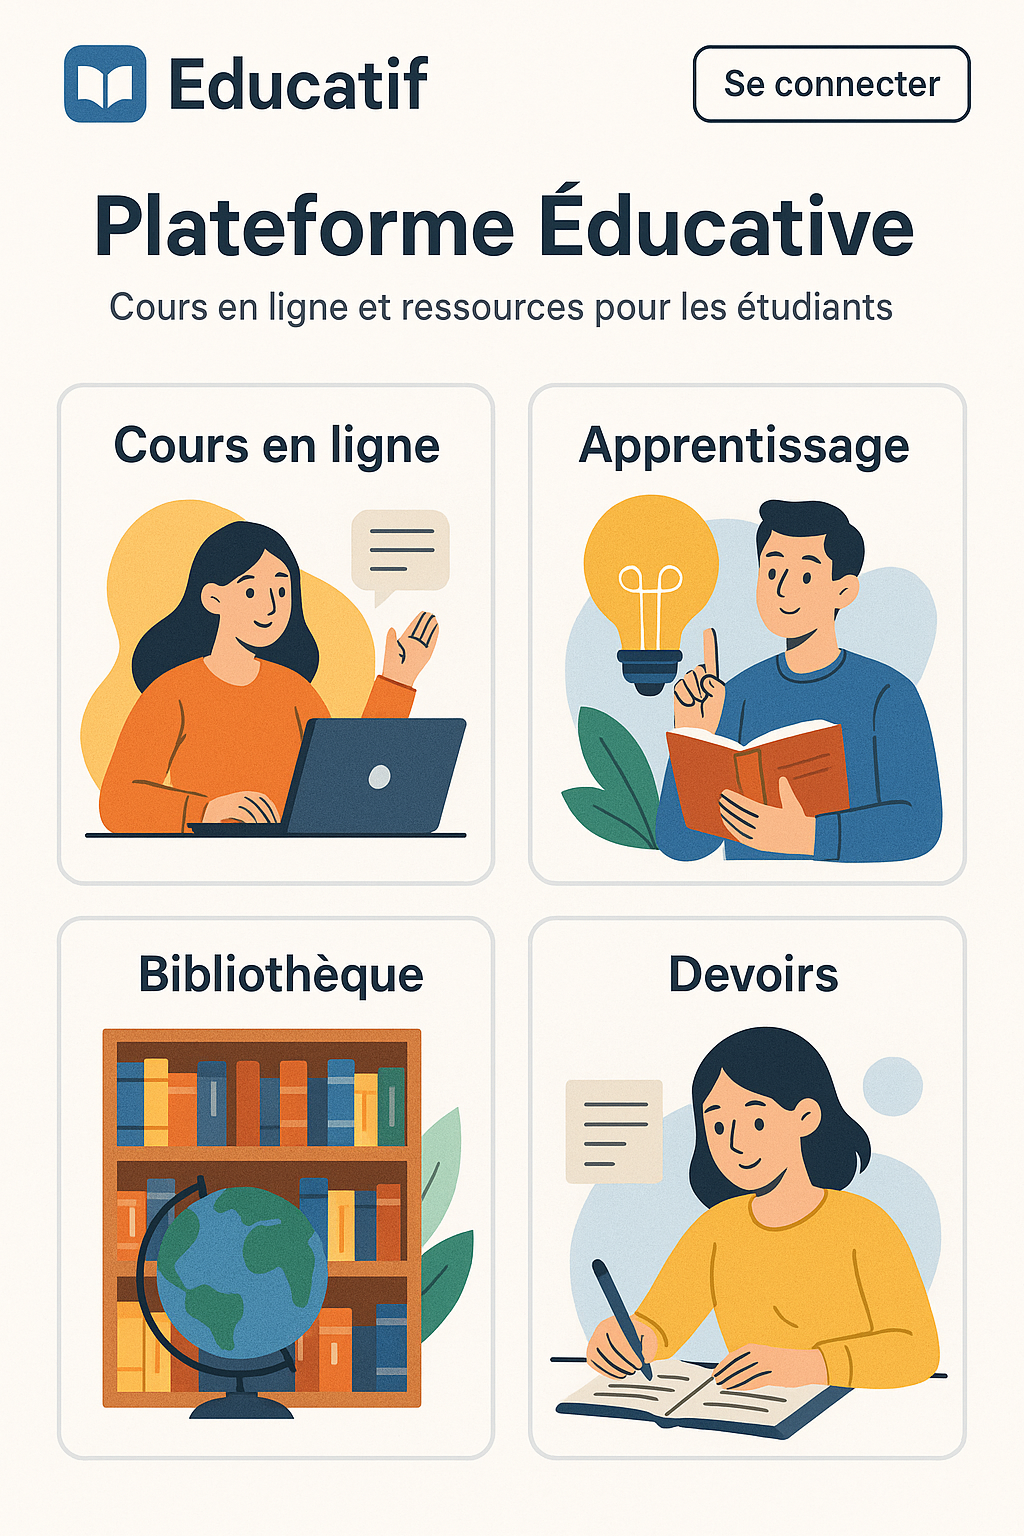 Educatif
Se connecter
Plateforme Éducative
Cours en ligne et ressources pour les étudiants
Cours en ligne
Apprentissage
Bibliothèque
Devoirs